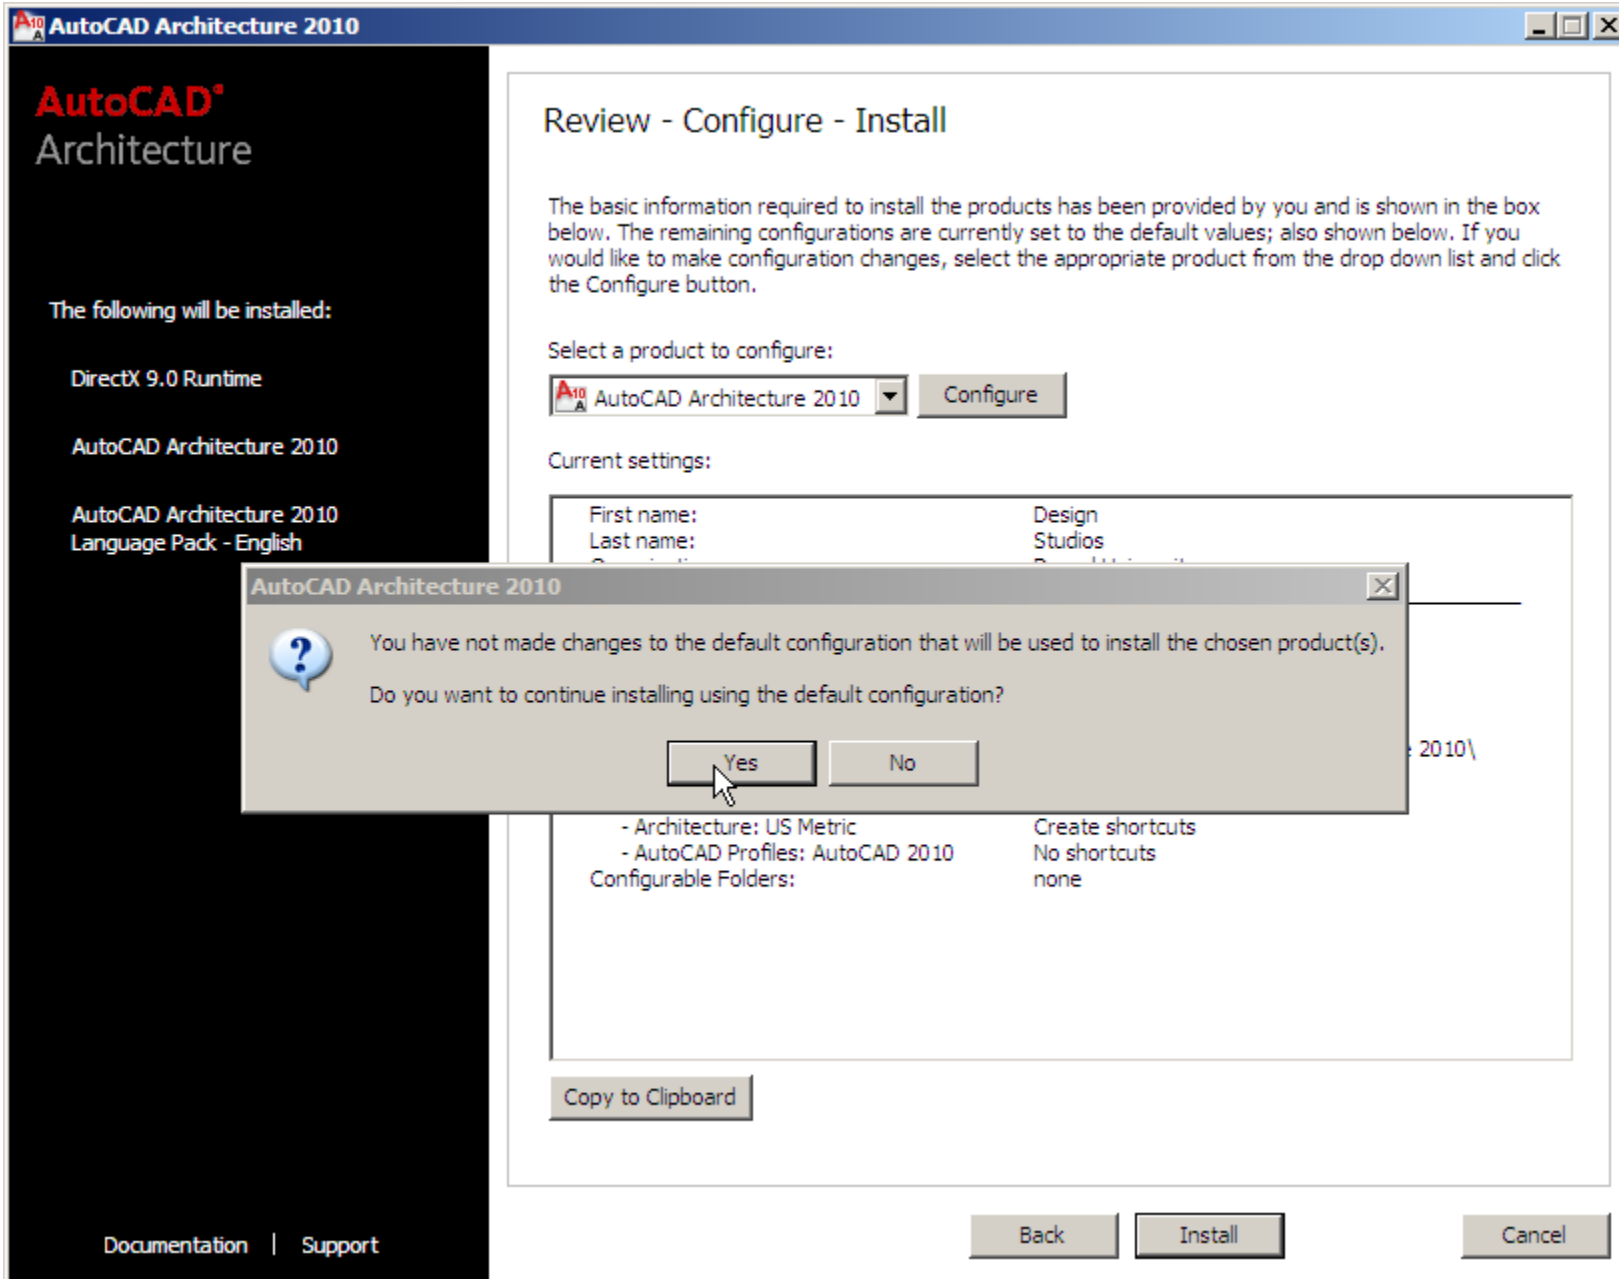 AutoCAD Architecture 2010
AutoCAD®
Architecture
The following will be installed:
DirectX 9.0 Runtime
AutoCAD Architecture 2010
AutoCAD Architecture 2010
Language Pack - English
Documentation | Support
Review - Configure - Install
The basic information required to install the products has been provided by you and is shown in the box
below. The remaining configurations are currently set to the default values; also shown below. If you
would like to make configuration changes, select the appropriate product from the drop down list and click
the Configure button.
Select a product to configure:
AutoCAD Architecture 2010 Configure
Current settings:
First name: Design
Last name: Studios
AutoCAD Architecture 2010
You have not made changes to the default configuration that will be used to install the chosen product(s).
Do you want to continue installing using the default configuration?
Yes No
2010\
- Architecture: US Metric Create shortcuts
- AutoCAD Profiles: AutoCAD 2010 No shortcuts
Configurable Folders: none
Copy to Clipboard
Back Install Cancel